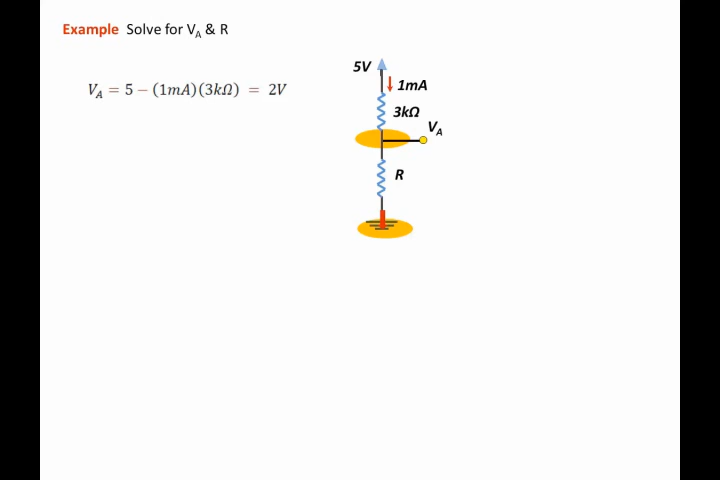 Example Solve for VA & R
VA = 5 − (1mA)(3kΩ) = 2V
5V
1mA
3kΩ
VA
R